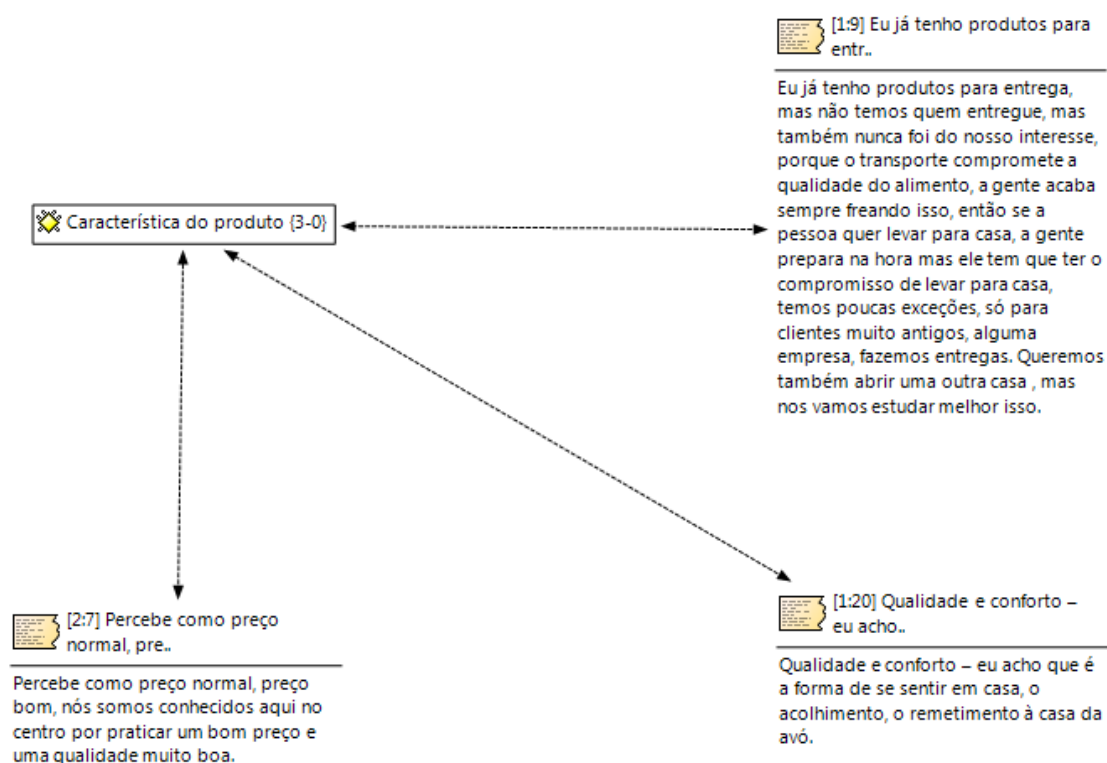 [1:9] Eu já tenho produtos para
entr..
Eu já tenho produtos para entrega,
mas não temos quem entregue, mas
também nunca foi do nosso interesse,
porque o transporte compromete a
qualidade do alimento, a gente acaba
sempre freando isso, então se a
pessoa quer levar para casa, a gente
prepara na hora mas ele tem que ter o
compromisso de levar para casa,
temos poucas exceções, só para
clientes muito antigos, alguma
empresa, fazemos entregas. Queremos
também abrir uma outra casa , mas
nos vamos estudar melhor isso.
Característica do produto {3-0}
[2:7] Percebe como preço
normal, pre..
Percebe como preço normal, preço
bom, nós somos conhecidos aqui no
centro por praticar um bom preço e
uma qualidade muito boa.
[1:20] Qualidade e conforto –
eu acho..
Qualidade e conforto – eu acho que é
a forma de se sentir em casa, o
acolhimento, o remetimento à casa da
avó.